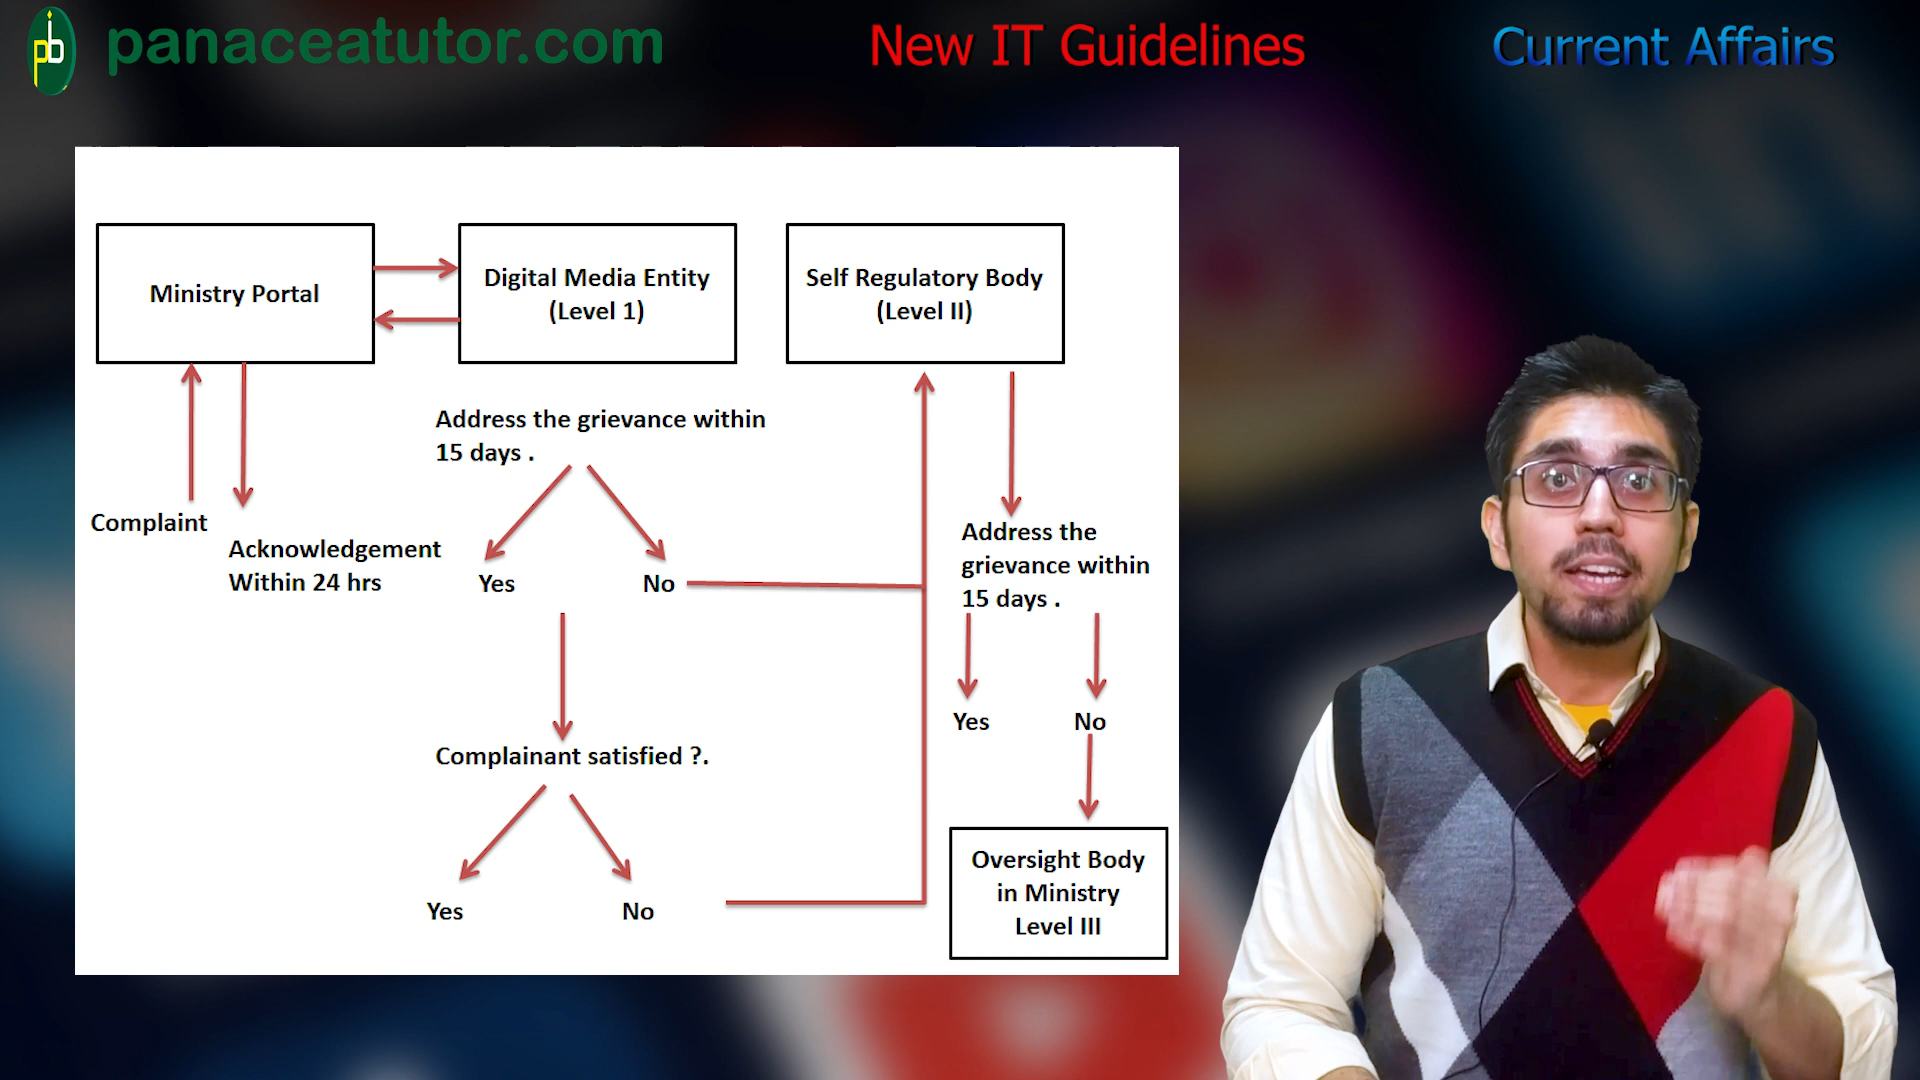 pb panaceatutor.com
New IT Guidelines
Current Affairs
Ministry Portal
Digital Media Entity
(Level 1)
Self Regulatory Body
(Level II)
Address the grievance within
15 days .
Complaint
Acknowledgement
Within 24 hrs
Yes
No
Address the
grievance within
15 days .
Complainant satisfied ?.
Yes
No
Yes
No
Oversight Body
in Ministry
Level III